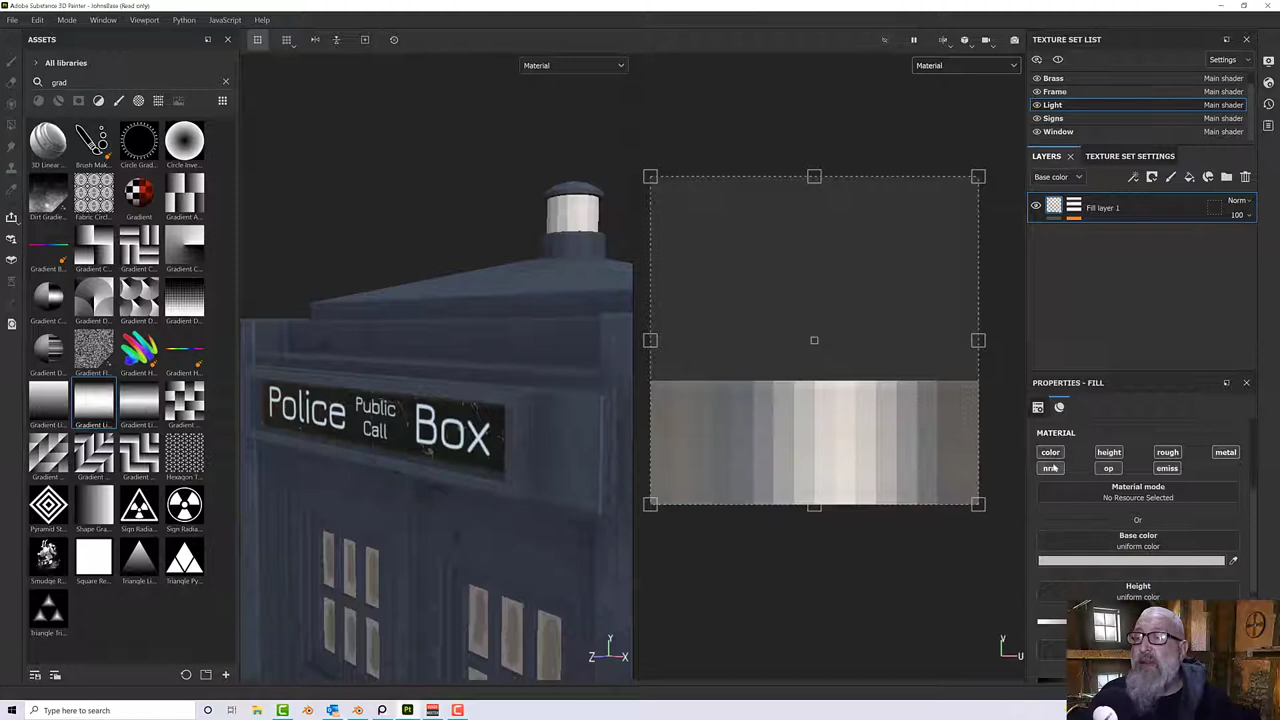 Adobe Substance 3D Painter - JohnsBase (Read only)
File Edit Mode Window Viewport Python JavaScript Help
ASSETS
All libraries
grad
3D Linear ... Brush Mak... Circle Grad... Circle Inve...
Dirt Gradie... Fabric Circl... Gradient Gradient ...
Gradient B... Gradient C... Gradient C... Gradient C...
Gradient C... Gradient D... Gradient D... Gradient D...
Gradient D... Gradient Fl... Gradient H... Gradient H...
Gradient Li... Gradient Li... Gradient Li... Gradient ...
Gradient ... Gradient ... Gradient ... Hexagon T...
Pyramid St... Shape Gra... Sign Radia... Sign Radia...
Smudge R... Square Re... Triangle Li... Triangle Py...
Triangle Tri...
Material
Material
Police Public Call Box
Z X Y
V U
TEXTURE SET LIST
Settings
Brass Main shader
Frame Main shader
Light Main shader
Signs Main shader
Window Main shader
LAYERS TEXTURE SET SETTINGS
Base color
Fill layer 1 Norm
100
PROPERTIES - FILL
MATERIAL
color height rough metal
nrm op emiss
Material mode
No Resource Selected
Or
Base color
uniform color
Height
uniform color
Type here to search